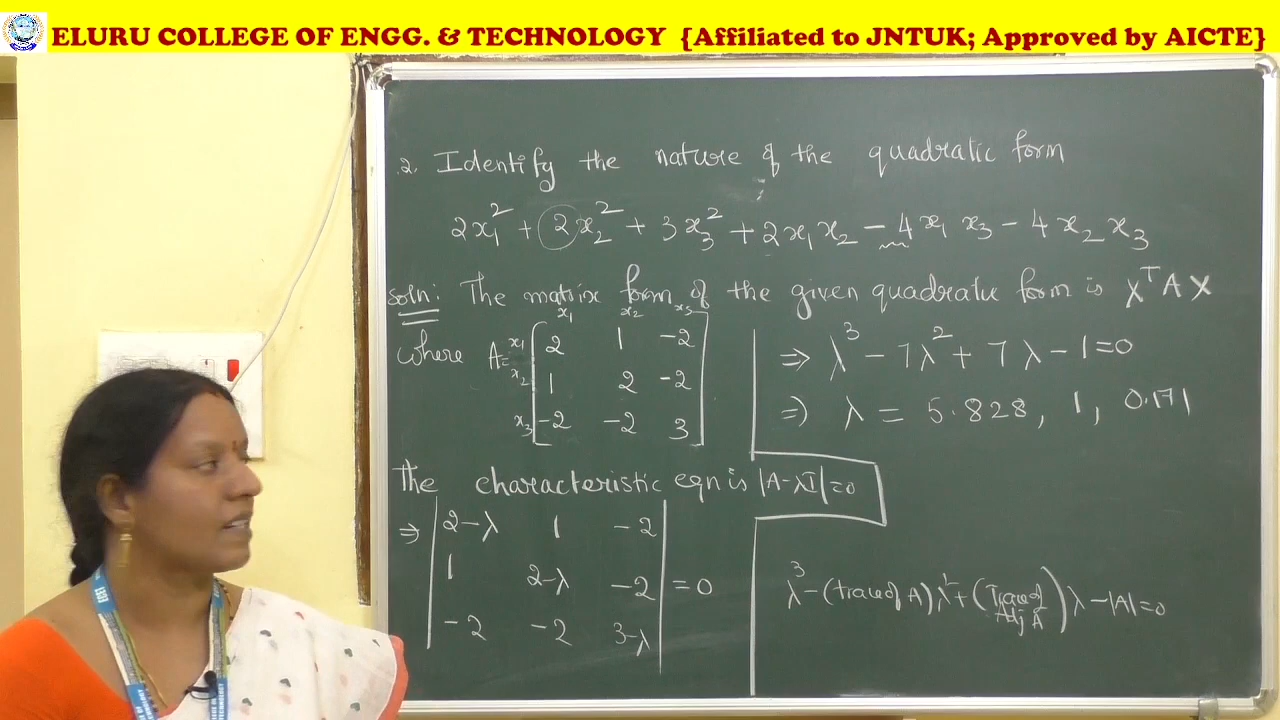 ELURU COLLEGE OF ENGG. & TECHNOLOGY {Affiliated to JNTUK; Approved by AICTE}
2. Identify the nature of the quadratic form
2x₁² + 2x₂² + 3x₃² + 2x₁x₂ - 4x₁x₃ - 4x₂x₃
Soln: The matrix form of the given quadratic form is XᵀAX
x₁ x₂ x₃
where A = x₁ [2 1 -2
x₂ 1 2 -2
x₃ -2 -2 3]
The characteristic eqn is |A-λI|=0
⇒ |2-λ 1 -2
1 2-λ -2
-2 -2 3-λ| = 0
⇒ λ³ - 7λ² + 7λ - 1 = 0
⇒ λ = 5.828, 1, 0.171
λ³ - (trace of A)λ² + (Trace of Adj A)λ - |A| = 0